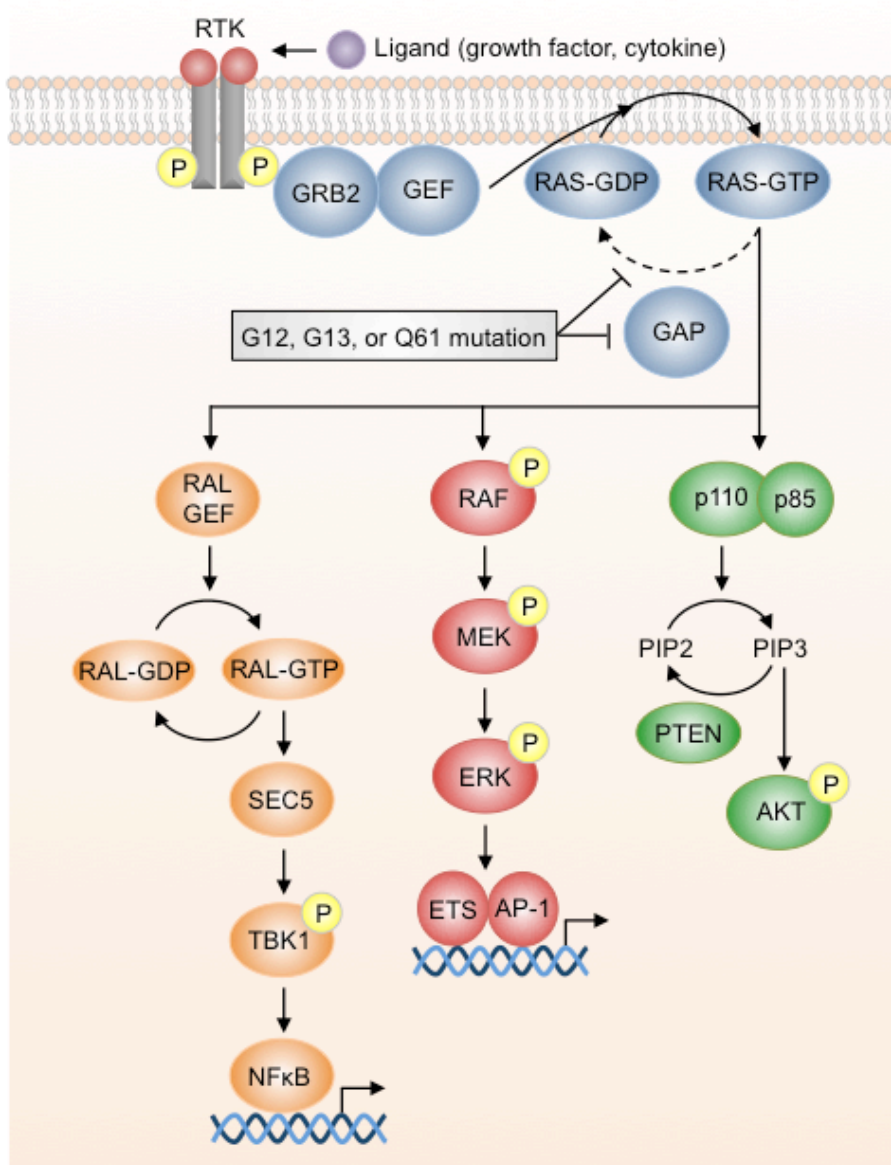 RTK
Ligand (growth factor, cytokine)
P
P
GRB2
GEF
RAS-GDP
RAS-GTP
G12, G13, or Q61 mutation
GAP
RAL
GEF
RAF
P
p110
p85
RAL-GDP
RAL-GTP
MEK
P
PIP2
PIP3
PTEN
SEC5
ERK
P
AKT
P
TBK1
P
ETS
AP-1
NFκB